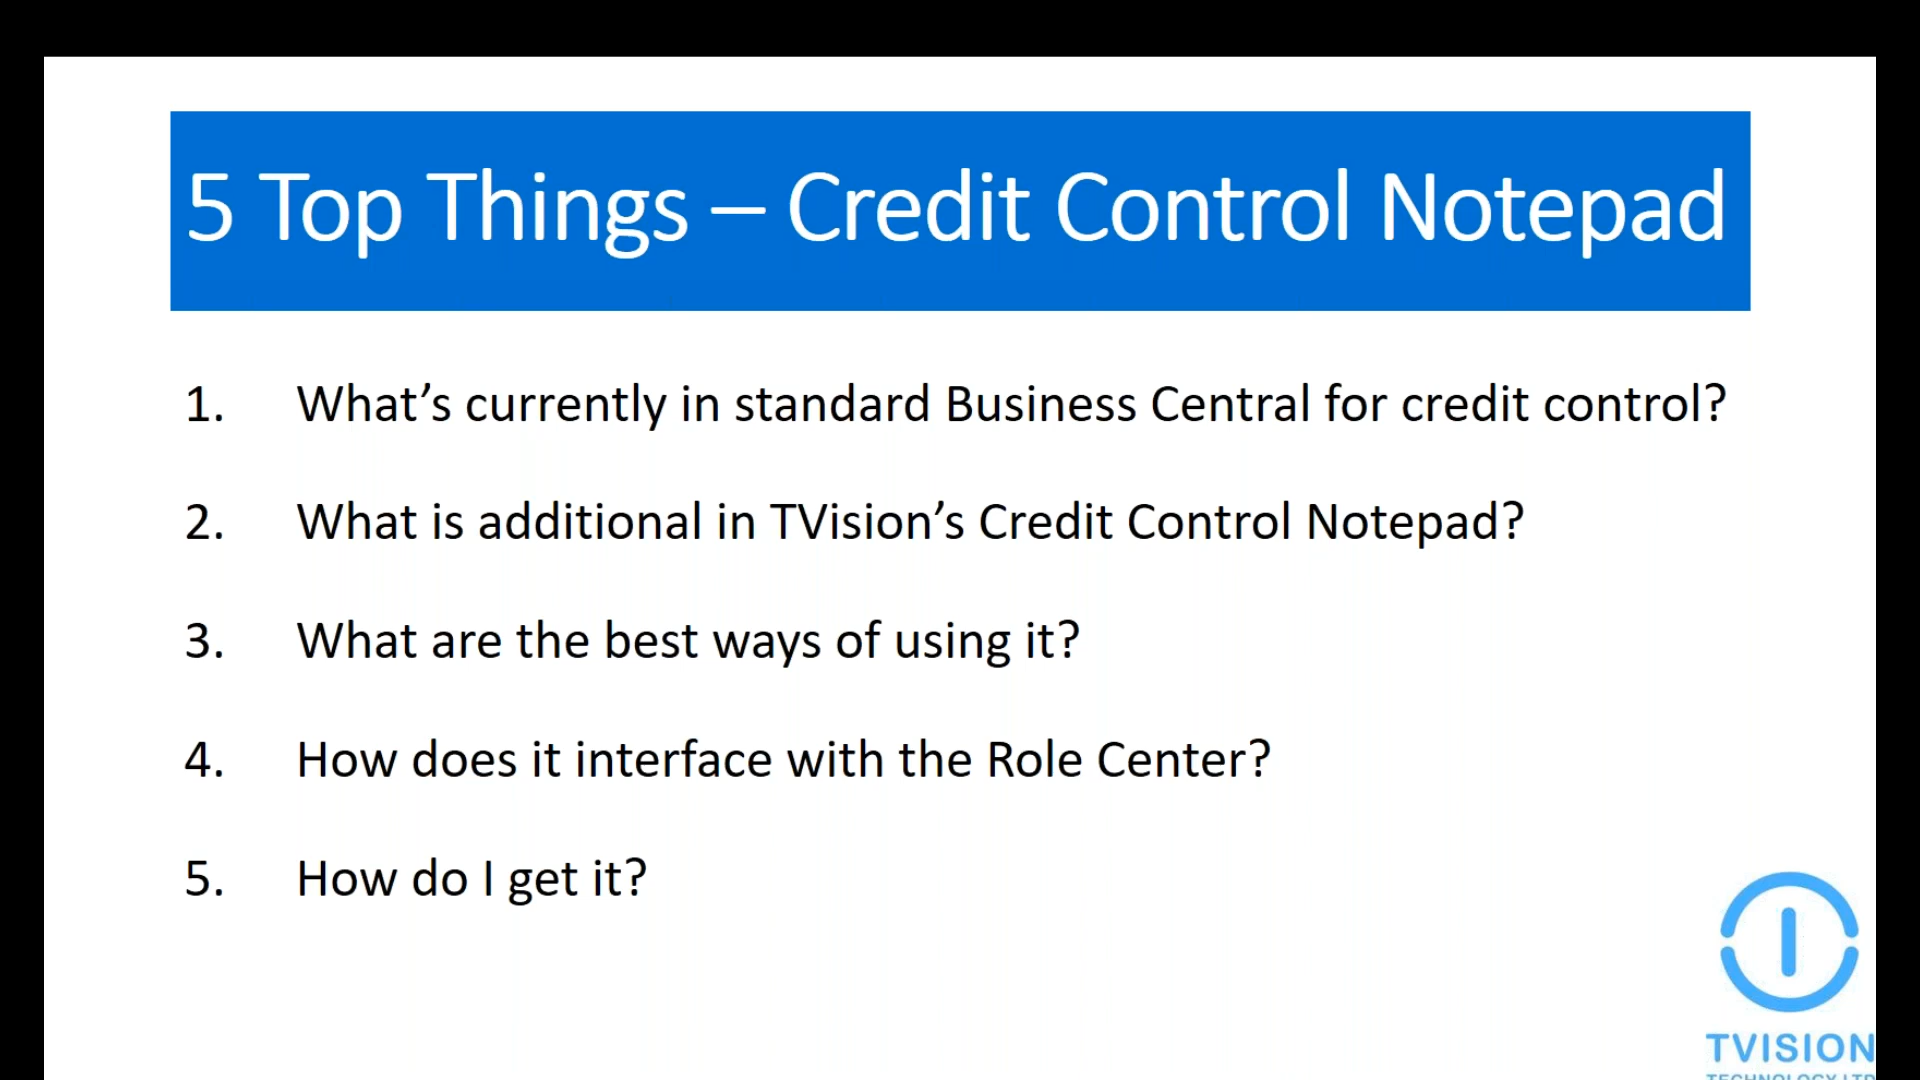 5 Top Things – Credit Control Notepad
1. What’s currently in standard Business Central for credit control?
2. What is additional in TVision’s Credit Control Notepad?
3. What are the best ways of using it?
4. How does it interface with the Role Center?
5. How do I get it?
TVISION
TECHNOLOGY LTD